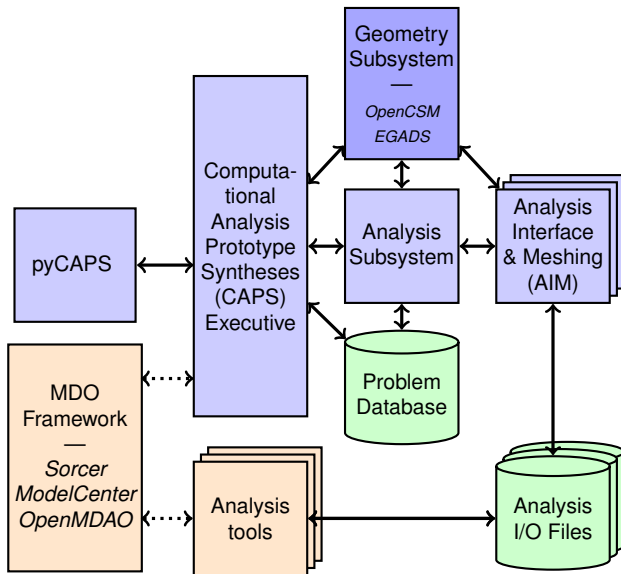 Geometry
Subsystem
—
OpenCSM
EGADS
Computa-
tional
Analysis
Prototype
Syntheses
(CAPS)
Executive
pyCAPS
Analysis
Subsystem
Analysis
Interface
& Meshing
(AIM)
Problem
Database
MDO
Framework
—
Sorcer
ModelCenter
OpenMDAO
Analysis
tools
Analysis
I/O Files